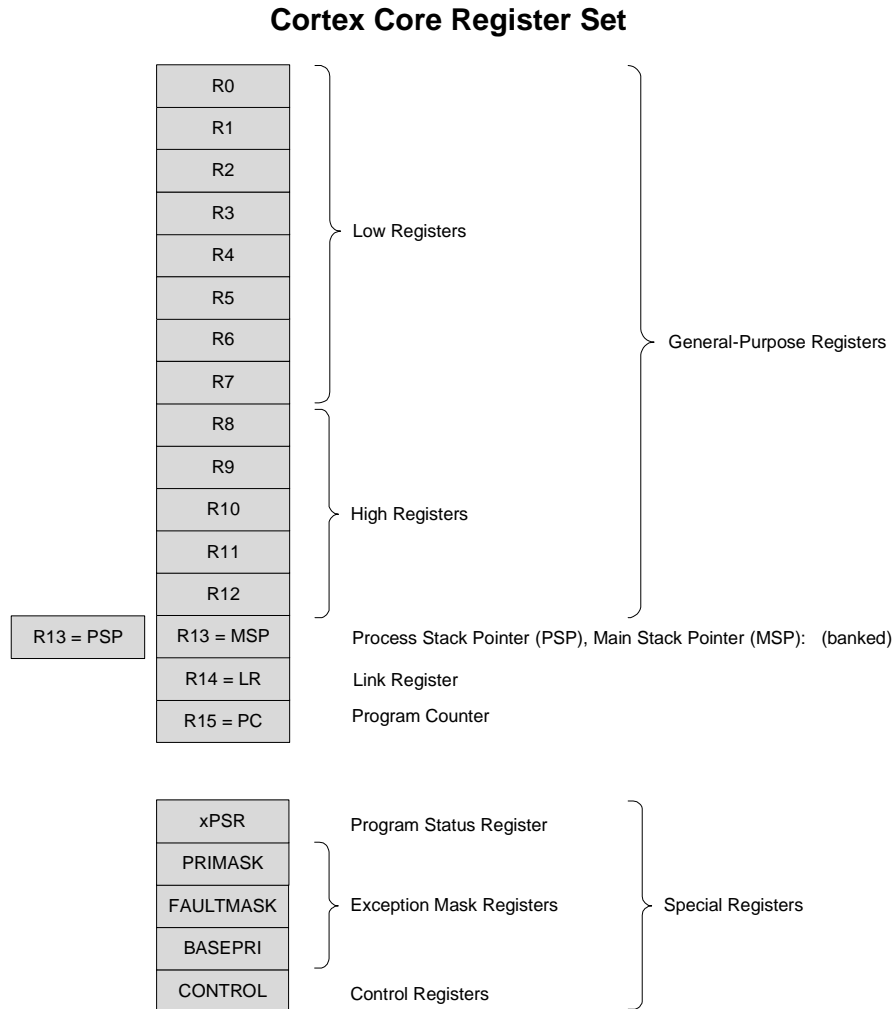 Cortex Core Register Set
R0
R1
R2
R3
Low Registers
R4
R5
R6
General-Purpose Registers
R7
R8
R9
R10
High Registers
R11
R12
R13 = PSP
R13 = MSP
Process Stack Pointer (PSP), Main Stack Pointer (MSP): (banked)
R14 = LR
Link Register
R15 = PC
Program Counter
xPSR
Program Status Register
PRIMASK
FAULTMASK
Exception Mask Registers
Special Registers
BASEPRI
CONTROL
Control Registers